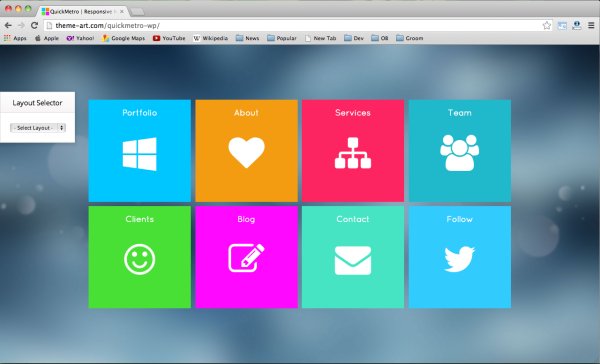 QuickMetro | Responsive
theme-art.com/quickmetro-wp/
Apps Apple Yahoo! Google Maps YouTube Wikipedia News Popular New Tab Dev OB Groom
Layout Selector
- Select Layout -
Portfolio About Services Team
Clients Blog Contact Follow